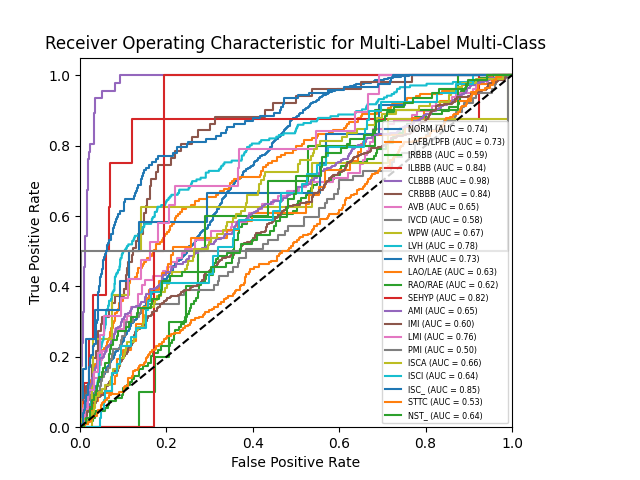 Receiver Operating Characteristic for Multi-Label Multi-Class
True Positive Rate
1.0
0.8
0.6
0.4
0.2
0.0
NORM (AUC = 0.74)
LAFB/LPFB (AUC = 0.73)
IRBBB (AUC = 0.59)
ILBBB (AUC = 0.84)
CLBBB (AUC = 0.98)
CRBBB (AUC = 0.84)
AVB (AUC = 0.65)
IVCD (AUC = 0.58)
WPW (AUC = 0.67)
LVH (AUC = 0.78)
RVH (AUC = 0.73)
LAO/LAE (AUC = 0.63)
RAO/RAE (AUC = 0.62)
SEHYP (AUC = 0.82)
AMI (AUC = 0.65)
IMI (AUC = 0.60)
LMI (AUC = 0.76)
PMI (AUC = 0.50)
ISCA (AUC = 0.66)
ISCI (AUC = 0.64)
ISC_ (AUC = 0.85)
STTC (AUC = 0.53)
NST_ (AUC = 0.64)
0.0 0.2 0.4 0.6 0.8 1.0
False Positive Rate